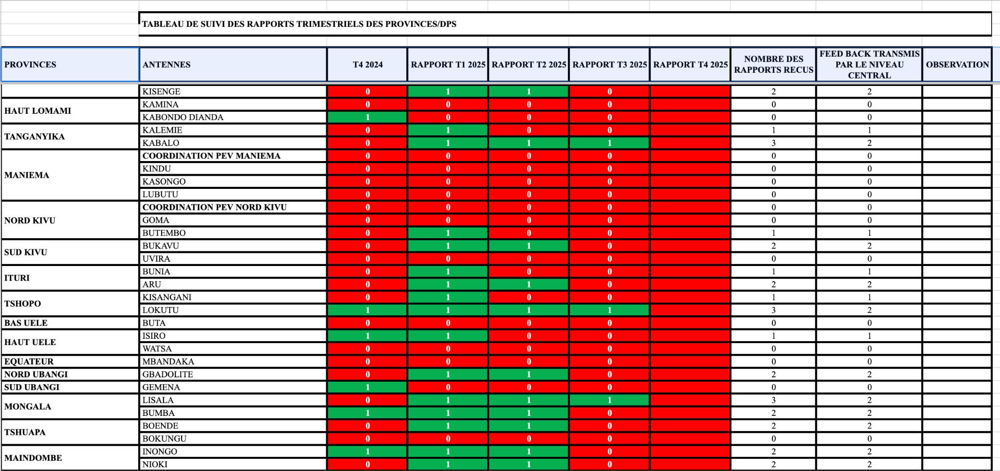 TABLEAU DE SUIVI DES RAPPORTS TRIMESTRIELS DES PROVINCES/DPS
PROVINCES ANTENNES T4 2024 RAPPORT T1 2025 RAPPORT T2 2025 RAPPORT T3 2025 RAPPORT T4 2025 NOMBRE DES RAPPORTS RECUS FEED BACK TRANSMIS PAR LE NIVEAU CENTRAL OBSERVATION
KISENGE 0 1 1 0 2 2
HAUT LOMAMI KAMINA 0 0 0 0 0 0
KABONDO DIANDA 1 0 0 0 0 0
TANGANYIKA KALEMIE 0 1 0 0 1 1
KABALO 0 1 1 1 3 2
MANIEMA COORDINATION PEV MANIEMA 0 0 0 0 0 0
KINDU 0 0 0 0 0 0
KASONGO 0 0 0 0 0 0
LUBUTU 0 0 0 0 0 0
NORD KIVU COORDINATION PEV NORD KIVU 0 0 0 0 0 0
GOMA 0 0 0 0 0 0
BUTEMBO 0 1 0 0 1 1
SUD KIVU BUKAVU 0 1 1 0 2 2
UVIRA 0 0 0 0 0 0
ITURI BUNIA 0 1 0 0 1 1
ARU 0 1 1 0 2 2
TSHOPO KISANGANI 0 1 0 0 1 1
LOKUTU 1 1 1 1 3 2
BAS UELE BUTA 0 0 0 0 0 0
HAUT UELE ISIRO 1 1 0 0 1 1
WATSA 0 0 0 0 0 0
EQUATEUR MBANDAKA 0 0 0 0 0 0
NORD UBANGI GBADOLITE 0 1 1 0 2 2
SUD UBANGI GEMENA 1 0 0 0 0 0
MONGALA LISALA 0 1 1 1 3 2
BUMBA 1 1 1 0 2 2
TSHUAPA BOENDE 0 1 1 0 2 2
BOKUNGU 0 0 0 0 0 0
MAINDOMBE INONGO 1 1 1 0 2 2
NIOKI 0 1 1 0 2 2